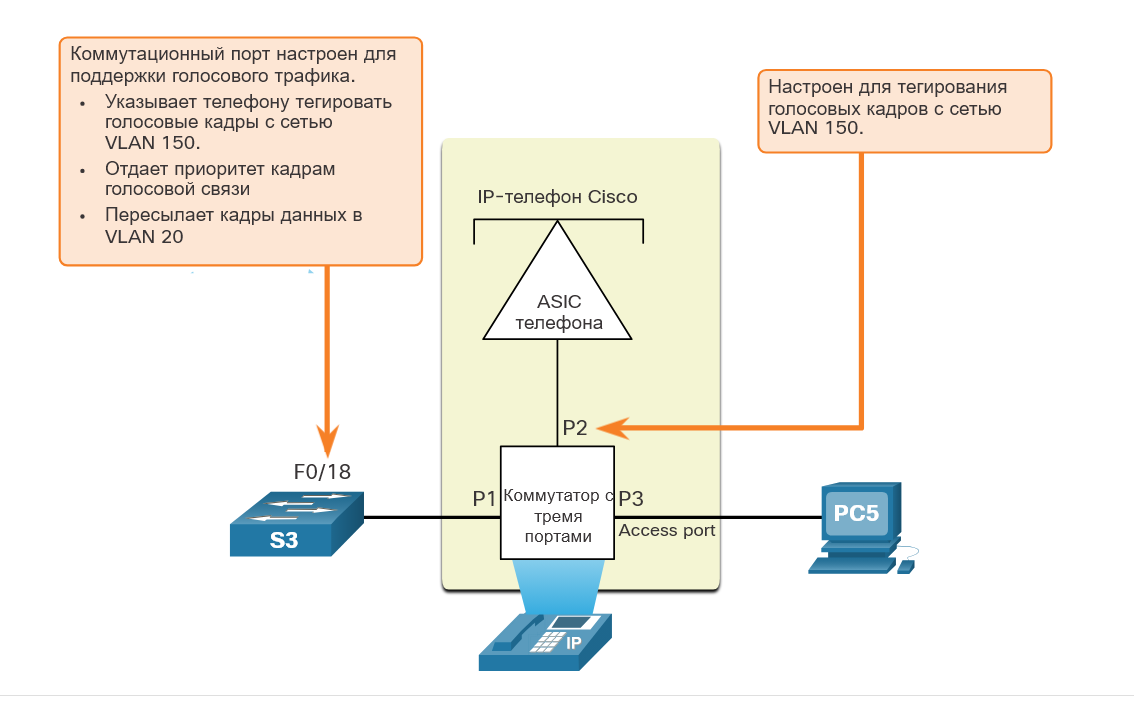 Коммутационный порт настроен для
поддержки голосового трафика.
• Указывает телефону тегировать
голосовые кадры с сетью
VLAN 150.
• Отдает приоритет кадрам
голосовой связи
• Пересылает кадры данных в
VLAN 20
Настроен для тегирования
голосовых кадров с сетью
VLAN 150.
IP-телефон Cisco
ASIC
телефона
P2
F0/18
P1
Коммутатор с
тремя
портами
P3
Access port
S3
PC5
IP